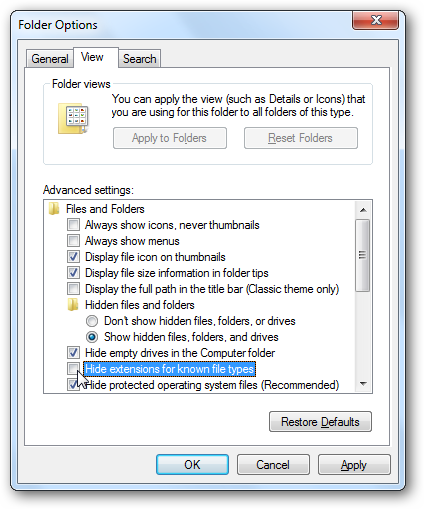 Folder Options
General
View
Search
Folder views
You can apply the view (such as Details or Icons) that
you are using for this folder to all folders of this type.
Apply to Folders
Reset Folders
Advanced settings:
Files and Folders
Always show icons, never thumbnails
Always show menus
Display file icon on thumbnails
Display file size information in folder tips
Display the full path in the title bar (Classic theme only)
Hidden files and folders
Don't show hidden files, folders, or drives
Show hidden files, folders, and drives
Hide empty drives in the Computer folder
Hide extensions for known file types
Hide protected operating system files (Recommended)
Restore Defaults
OK
Cancel
Apply